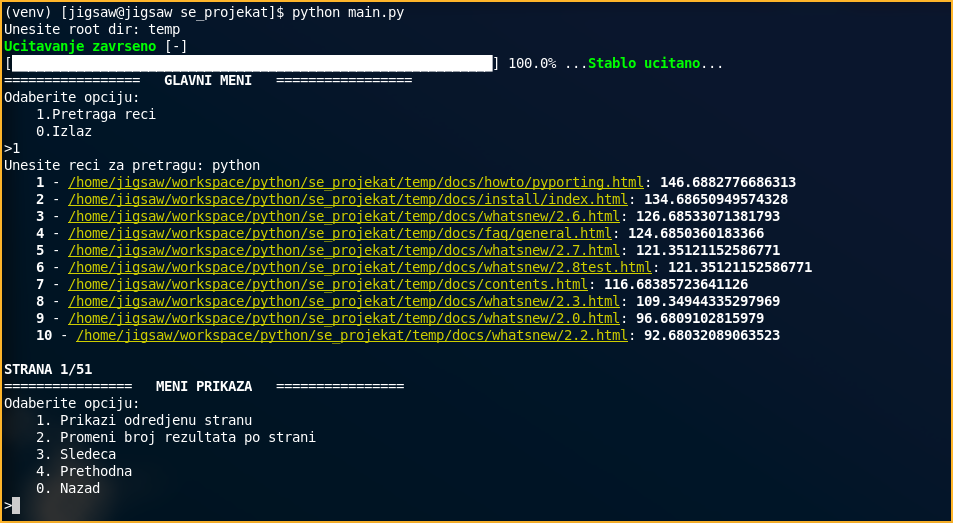 (venv) [jigsaw@jigsaw se_projekat]$ python main.py
Unesite root dir: temp
Ucitavanje zavrseno [-]
[                                                            ] 100.0% ...Stablo ucitano...
=================   GLAVNI MENI   =================
Odaberite opciju:
    1.Pretraga reci
    0.Izlaz
>1
Unesite reci za pretragu: python
    1 - /home/jigsaw/workspace/python/se_projekat/temp/docs/howto/pyporting.html: 146.6882776686313
    2 - /home/jigsaw/workspace/python/se_projekat/temp/docs/install/index.html: 134.68650949574328
    3 - /home/jigsaw/workspace/python/se_projekat/temp/docs/whatsnew/2.6.html: 126.68533071381793
    4 - /home/jigsaw/workspace/python/se_projekat/temp/docs/faq/general.html: 124.6850360183366
    5 - /home/jigsaw/workspace/python/se_projekat/temp/docs/whatsnew/2.7.html: 121.35121152586771
    6 - /home/jigsaw/workspace/python/se_projekat/temp/docs/whatsnew/2.8test.html: 121.35121152586771
    7 - /home/jigsaw/workspace/python/se_projekat/temp/docs/contents.html: 116.68385723641126
    8 - /home/jigsaw/workspace/python/se_projekat/temp/docs/whatsnew/2.3.html: 109.34944335297969
    9 - /home/jigsaw/workspace/python/se_projekat/temp/docs/whatsnew/2.0.html: 96.6809102815979
    10 - /home/jigsaw/workspace/python/se_projekat/temp/docs/whatsnew/2.2.html: 92.68032089063523
STRANA 1/51
================   MENI PRIKAZA   ================
Odaberite opciju:
    1. Prikazi odredjenu stranu
    2. Promeni broj rezultata po strani
    3. Sledeca
    4. Prethodna
    0. Nazad
>